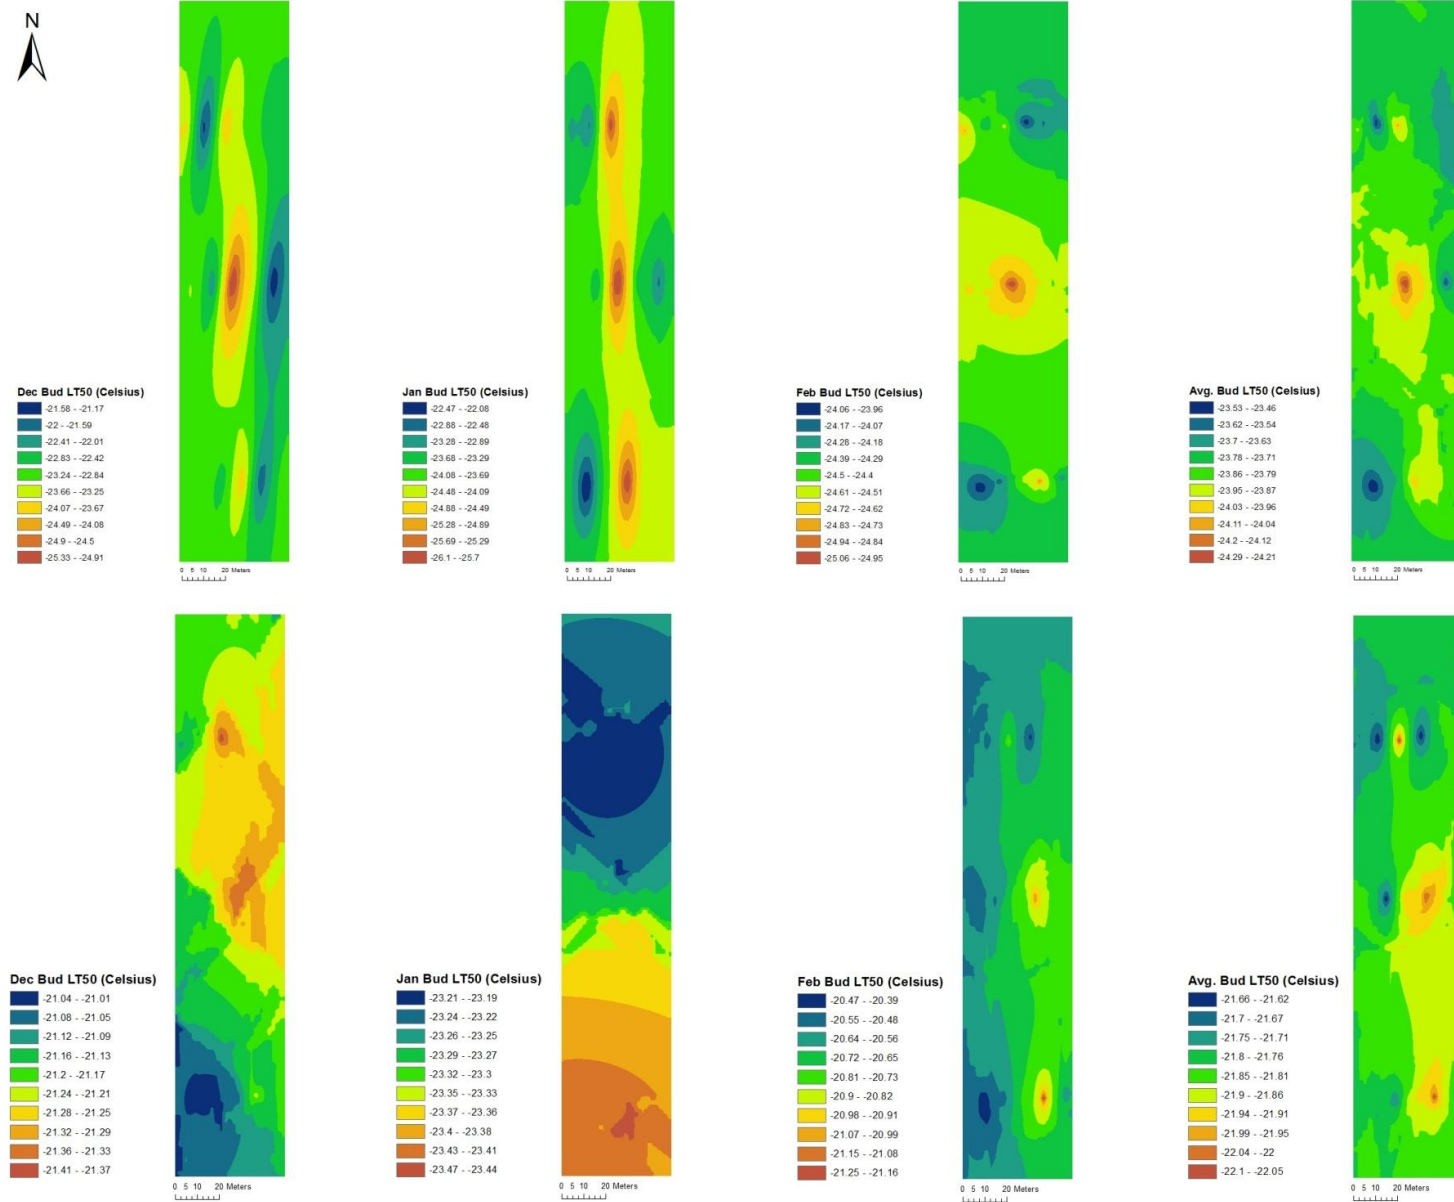 N
Dec Bud LT50 (Celsius)
-21.58 - -21.17
-22 - -21.59
-22.41 - -22.01
-22.83 - -22.42
-23.24 - -22.84
-23.66 - -23.25
-24.07 - -23.67
-24.49 - -24.08
-24.9 - -24.5
-25.33 - -24.91
0 5 10 20 Meters
Jan Bud LT50 (Celsius)
-22.47 - -22.08
-22.88 - -22.48
-23.28 - -22.89
-23.68 - -23.29
-24.08 - -23.69
-24.48 - -24.09
-24.88 - -24.49
-25.28 - -24.89
-25.69 - -25.29
-26.1 - -25.7
0 5 10 20 Meters
Feb Bud LT50 (Celsius)
-24.06 - -23.96
-24.17 - -24.07
-24.28 - -24.18
-24.39 - -24.29
-24.5 - -24.4
-24.61 - -24.51
-24.72 - -24.62
-24.83 - -24.73
-24.94 - -24.84
-25.06 - -24.95
0 5 10 20 Meters
Avg. Bud LT50 (Celsius)
-23.53 - -23.46
-23.62 - -23.54
-23.7 - -23.63
-23.78 - -23.71
-23.86 - -23.79
-23.95 - -23.87
-24.03 - -23.96
-24.11 - -24.04
-24.2 - -24.12
-24.29 - -24.21
0 5 10 20 Meters
Dec Bud LT50 (Celsius)
-21.04 - -21.01
-21.08 - -21.05
-21.12 - -21.09
-21.16 - -21.13
-21.2 - -21.17
-21.24 - -21.21
-21.28 - -21.25
-21.32 - -21.29
-21.36 - -21.33
-21.41 - -21.37
0 5 10 20 Meters
Jan Bud LT50 (Celsius)
-23.21 - -23.19
-23.24 - -23.22
-23.26 - -23.25
-23.29 - -23.27
-23.32 - -23.3
-23.35 - -23.33
-23.37 - -23.36
-23.4 - -23.38
-23.43 - -23.41
-23.47 - -23.44
0 5 10 20 Meters
Feb Bud LT50 (Celsius)
-20.47 - -20.39
-20.55 - -20.48
-20.64 - -20.56
-20.72 - -20.65
-20.81 - -20.73
-20.9 - -20.82
-20.98 - -20.91
-21.07 - -20.99
-21.15 - -21.08
-21.25 - -21.16
0 5 10 20 Meters
Avg. Bud LT50 (Celsius)
-21.66 - -21.62
-21.7 - -21.67
-21.75 - -21.71
-21.8 - -21.76
-21.85 - -21.81
-21.9 - -21.86
-21.94 - -21.91
-21.99 - -21.95
-22.04 - -22
-22.1 - -22.05
0 5 10 20 Meters